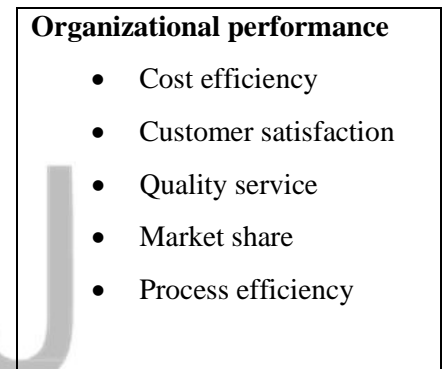 Organizational performance
• Cost efficiency
• Customer satisfaction
• Quality service
• Market share
• Process efficiency